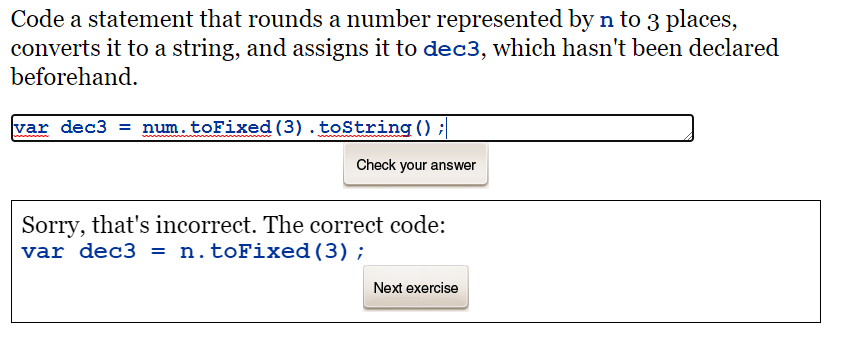 Code a statement that rounds a number represented by n to 3 places,
converts it to a string, and assigns it to dec3, which hasn't been declared
beforehand.
var dec3 = num.toFixed(3).toString();
Check your answer
Sorry, that's incorrect. The correct code:
var dec3 = n.toFixed(3);
Next exercise